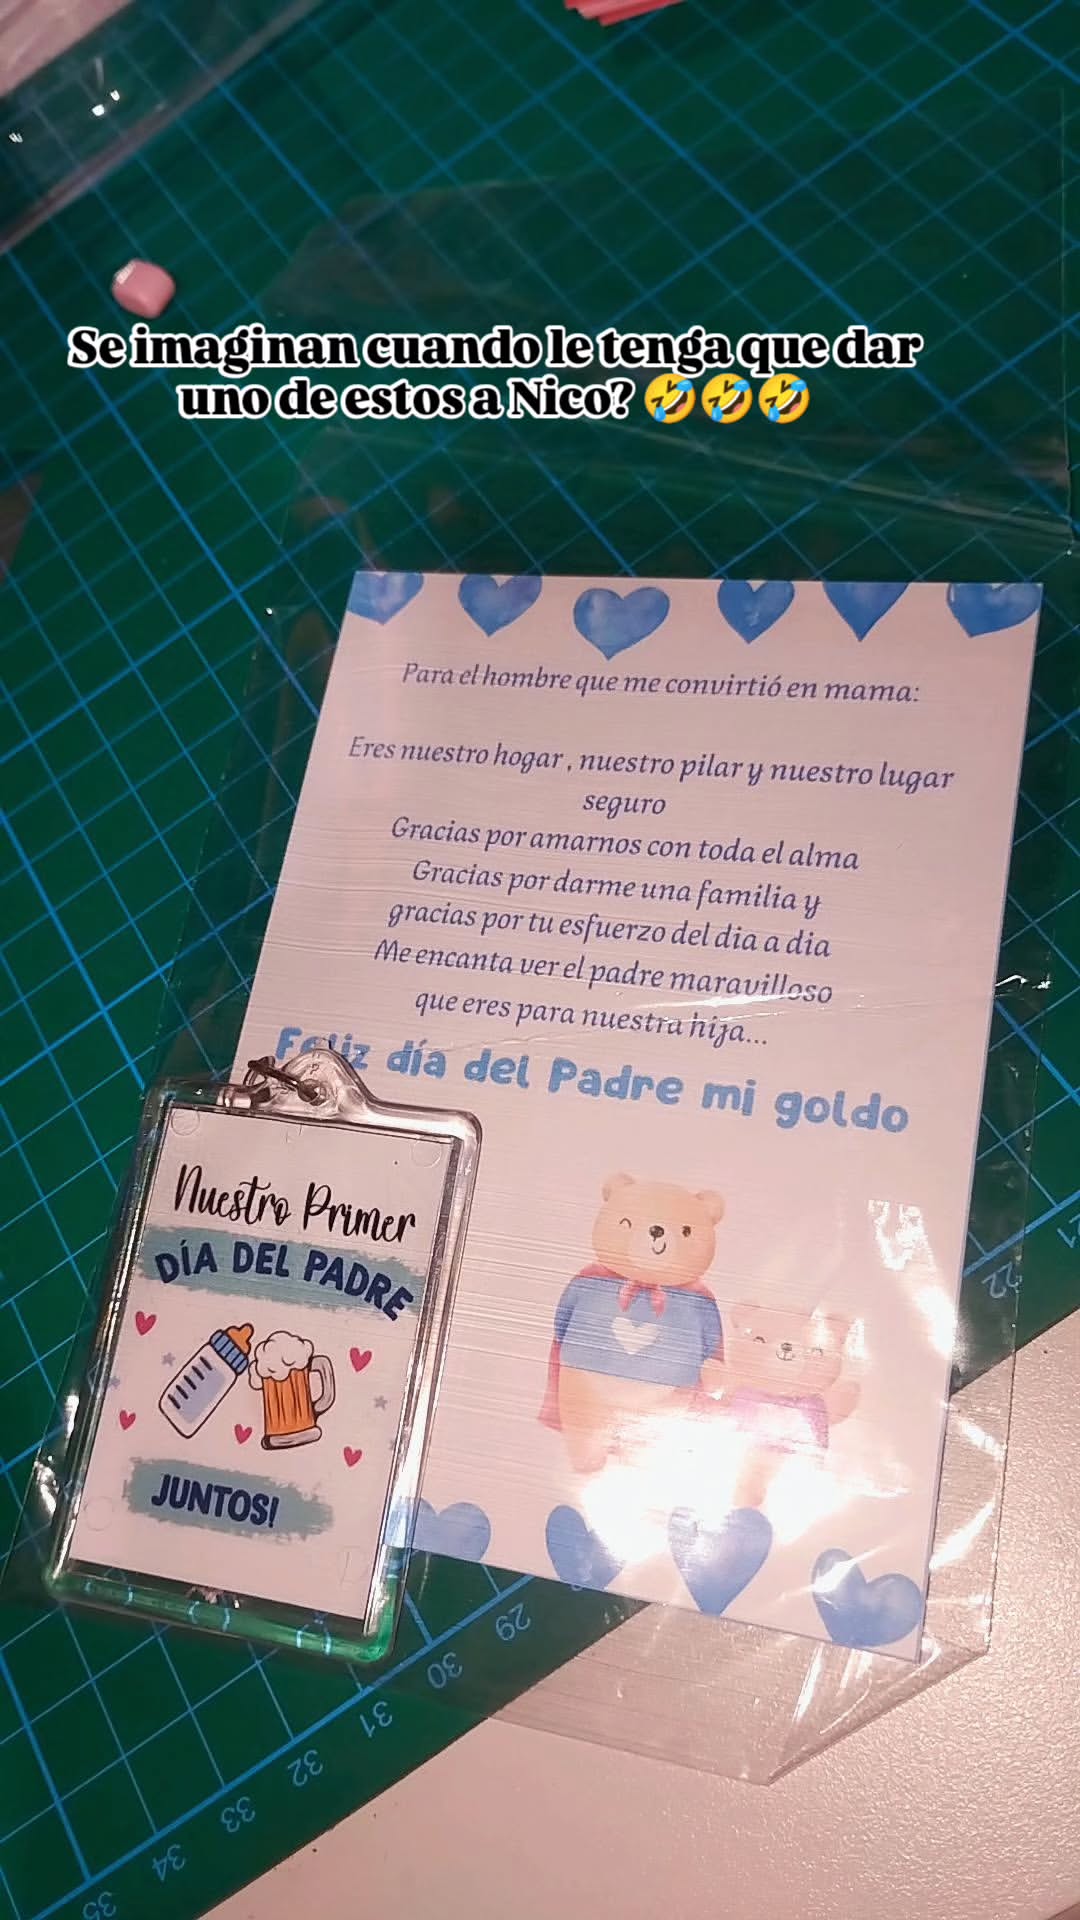 Se imaginan cuando le tenga que dar
uno de estos a Nico? 🤣🤣🤣
Para el hombre que me convirtió en mama:
Eres nuestro hogar , nuestro pilar y nuestro lugar
seguro
Gracias por amarnos con toda el alma
Gracias por darme una familia y
gracias por tu esfuerzo del dia a dia
Me encanta ver el padre maravilloso
que eres para nuestra hija...
Feliz día del Padre mi goldo
Nuestro Primer
DÍA DEL PADRE
JUNTOS!
21
22
29
30
31
32
33
34
35